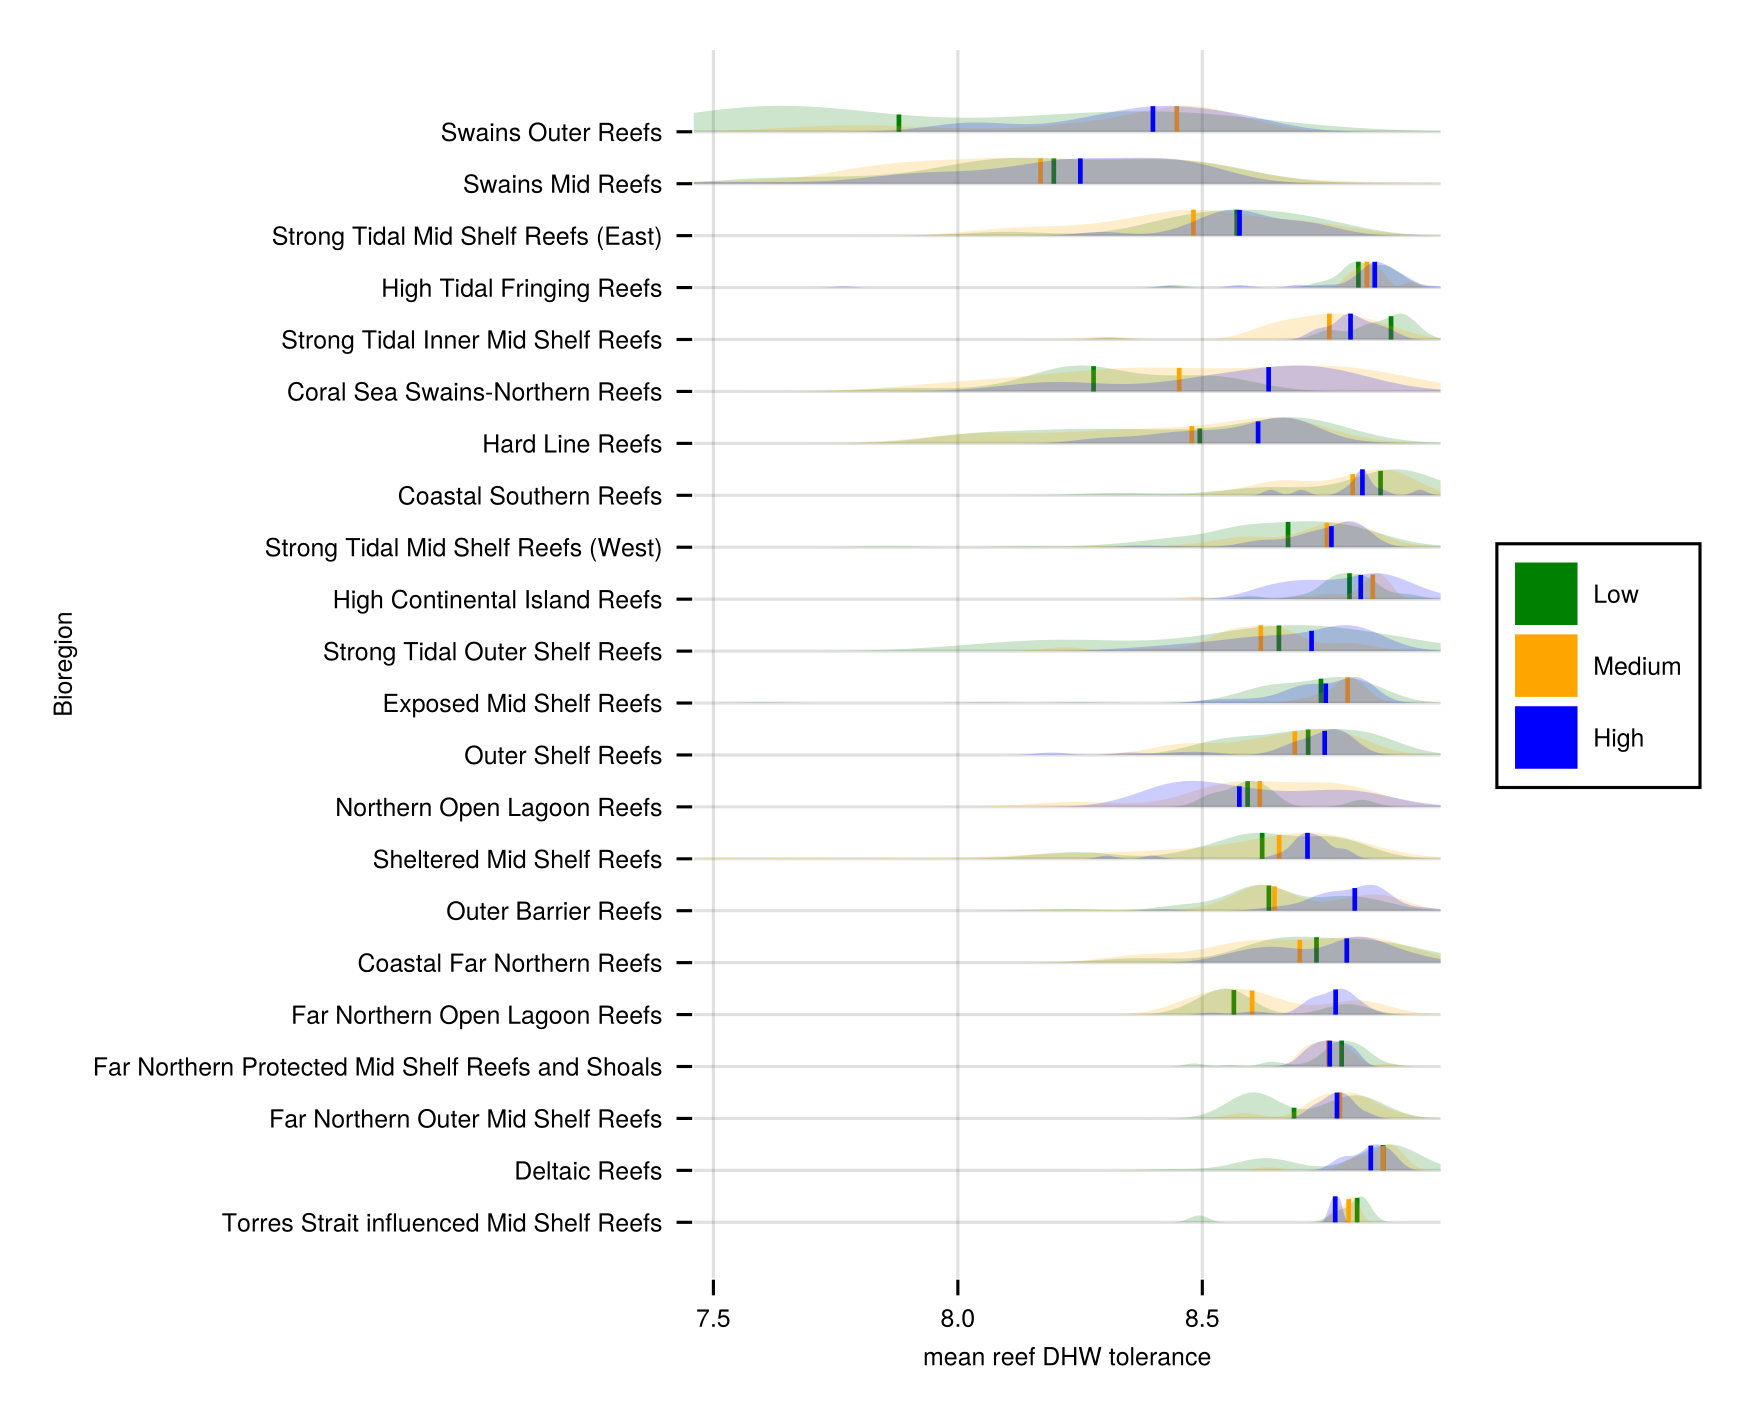 Swains Outer Reefs
Swains Mid Reefs
Strong Tidal Mid Shelf Reefs (East)
High Tidal Fringing Reefs
Strong Tidal Inner Mid Shelf Reefs
Coral Sea Swains-Northern Reefs
Hard Line Reefs
Coastal Southern Reefs
Strong Tidal Mid Shelf Reefs (West)
High Continental Island Reefs
Strong Tidal Outer Shelf Reefs
Exposed Mid Shelf Reefs
Outer Shelf Reefs
Northern Open Lagoon Reefs
Sheltered Mid Shelf Reefs
Outer Barrier Reefs
Coastal Far Northern Reefs
Far Northern Open Lagoon Reefs
Far Northern Protected Mid Shelf Reefs and Shoals
Far Northern Outer Mid Shelf Reefs
Deltaic Reefs
Torres Strait influenced Mid Shelf Reefs
Bioregion
7.5 8.0 8.5
mean reef DHW tolerance
Low
Medium
High